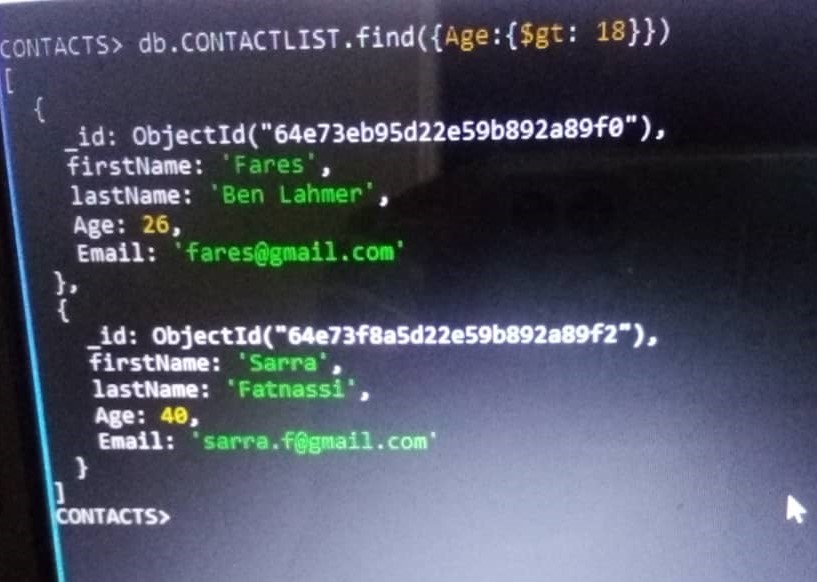 CONTACTS> db.CONTACTLIST.find({Age:{$gt: 18}})
[
  {
    _id: ObjectId("64e73eb95d22e59b892a89f0"),
    firstName: 'Fares',
    lastName: 'Ben Lahmer',
    Age: 26,
    Email: 'fares@gmail.com'
  },
  {
    _id: ObjectId("64e73f8a5d22e59b892a89f2"),
    firstName: 'Sarra',
    lastName: 'Fatnassi',
    Age: 40,
    Email: 'sarra.f@gmail.com'
  }
]
CONTACTS>